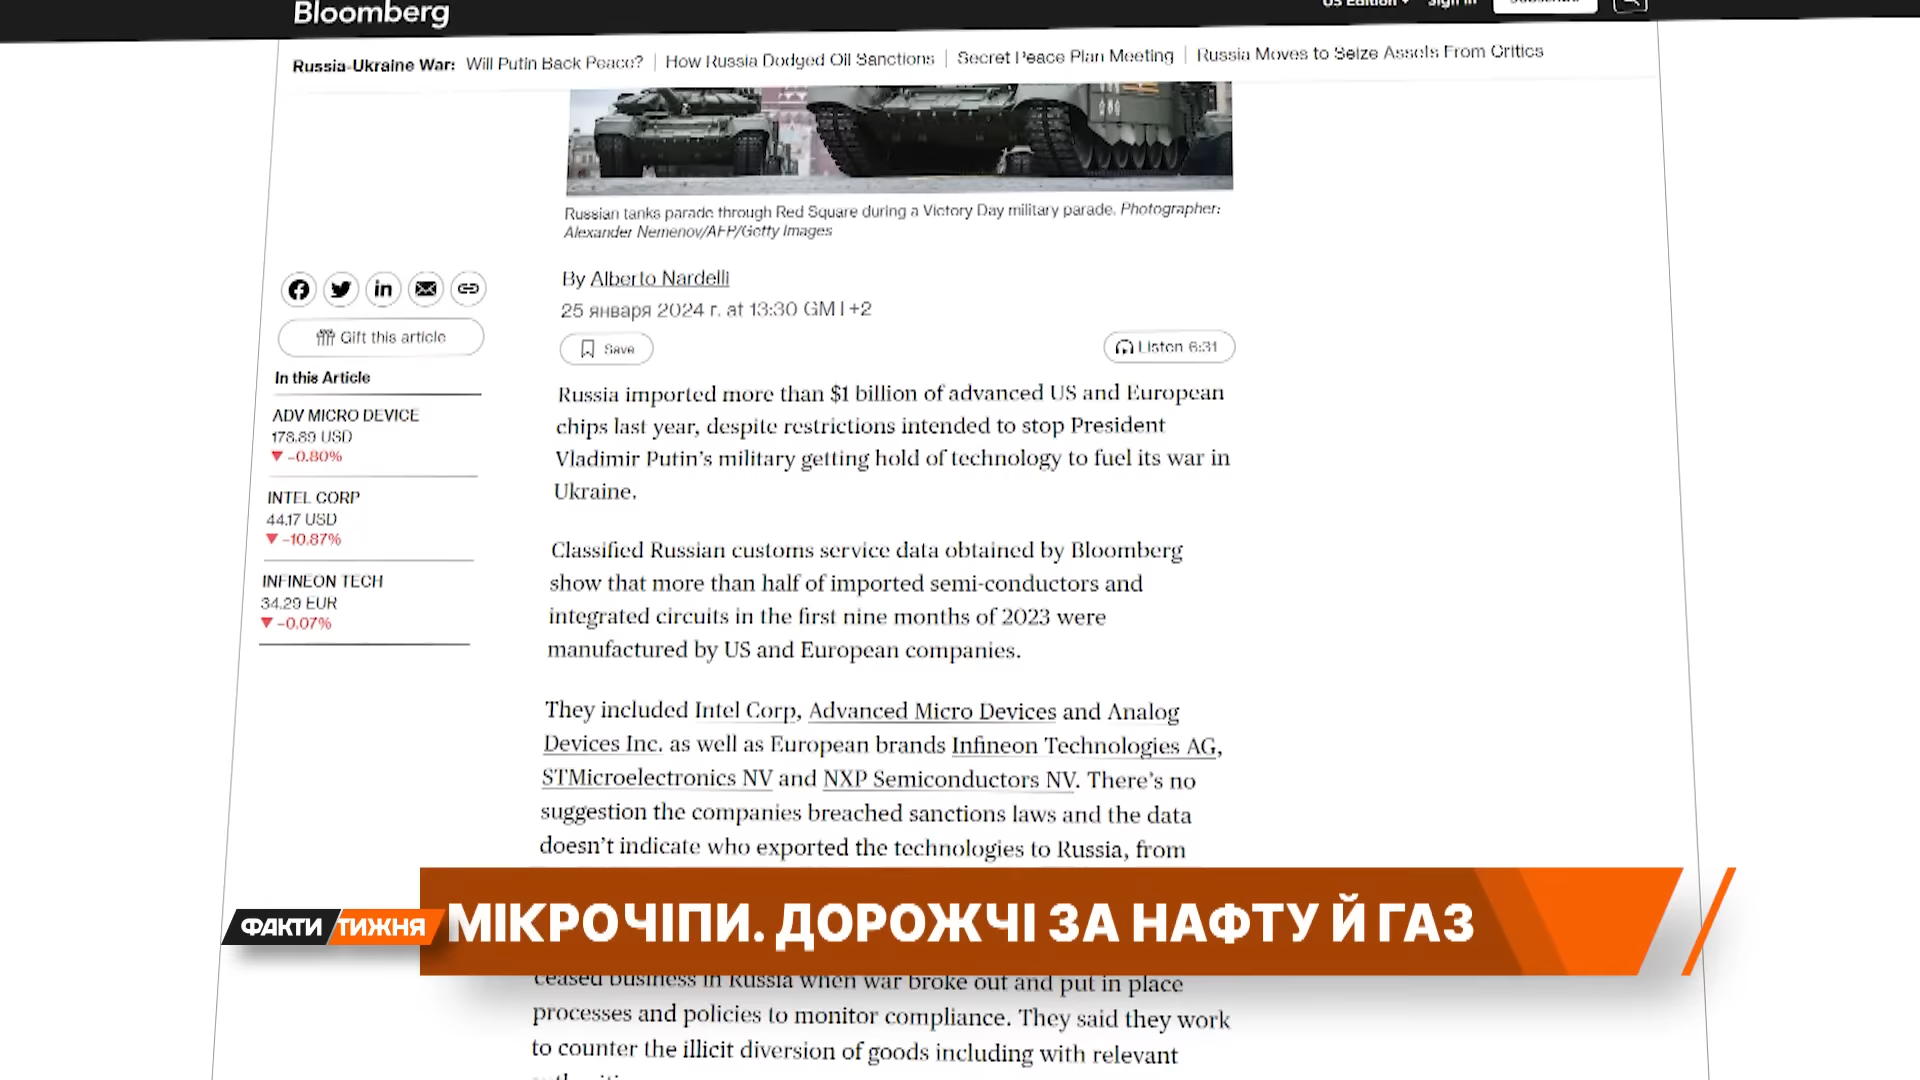 Bloomberg
US Edition
Sign In
Subscribe
Russia-Ukraine War: Will Putin Back Peace? | How Russia Dodged Oil Sanctions | Secret Peace Plan Meeting | Russia Moves to Seize Assets From Critics
Russian tanks parade through Red Square during a Victory Day military parade. Photographer:
Alexander Nemenov/AFP/Getty Images
By Alberto Nardelli
25 января 2024 г. at 13:30 GMT+2
Save
Listen 6:31
Gift this article
In this Article
ADV MICRO DEVICE
178.89 USD
▼ -0.80%
INTEL CORP
44.17 USD
▼ -10.87%
INFINEON TECH
34.29 EUR
▼ -0.07%
Russia imported more than $1 billion of advanced US and European
chips last year, despite restrictions intended to stop President
Vladimir Putin's military getting hold of technology to fuel its war in
Ukraine.
Classified Russian customs service data obtained by Bloomberg
show that more than half of imported semi-conductors and
integrated circuits in the first nine months of 2023 were
manufactured by US and European companies.
They included Intel Corp, Advanced Micro Devices and Analog
Devices Inc. as well as European brands Infineon Technologies AG,
STMicroelectronics NV and NXP Semiconductors NV. There's no
suggestion the companies breached sanctions laws and the data
doesn't indicate who exported the technologies to Russia, from
ФАКТИ ТИЖНЯ
МІКРОЧІПИ. ДОРОЖЧІ ЗА НАФТУ Й ГАЗ
ceased business in Russia when war broke out and put in place
processes and policies to monitor compliance. They said they work
to counter the illicit diversion of goods including with relevant